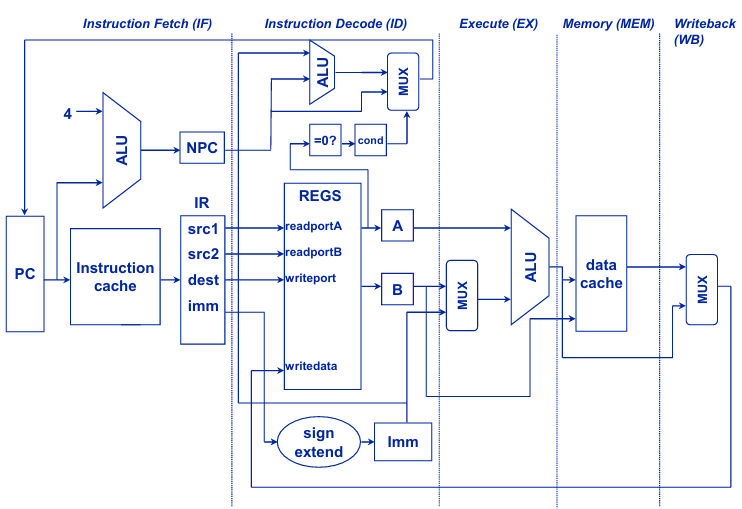 Instruction Fetch (IF)
Instruction Decode (ID)
Execute (EX)
Memory (MEM)
Writeback
(WB)
ALU
MUX
4
ALU
NPC
=0?
cond
IR
REGS
src1
readportA
A
src2
readportB
dest
writeport
B
imm
PC
Instruction
cache
MUX
ALU
data
cache
MUX
writedata
sign
extend
Imm